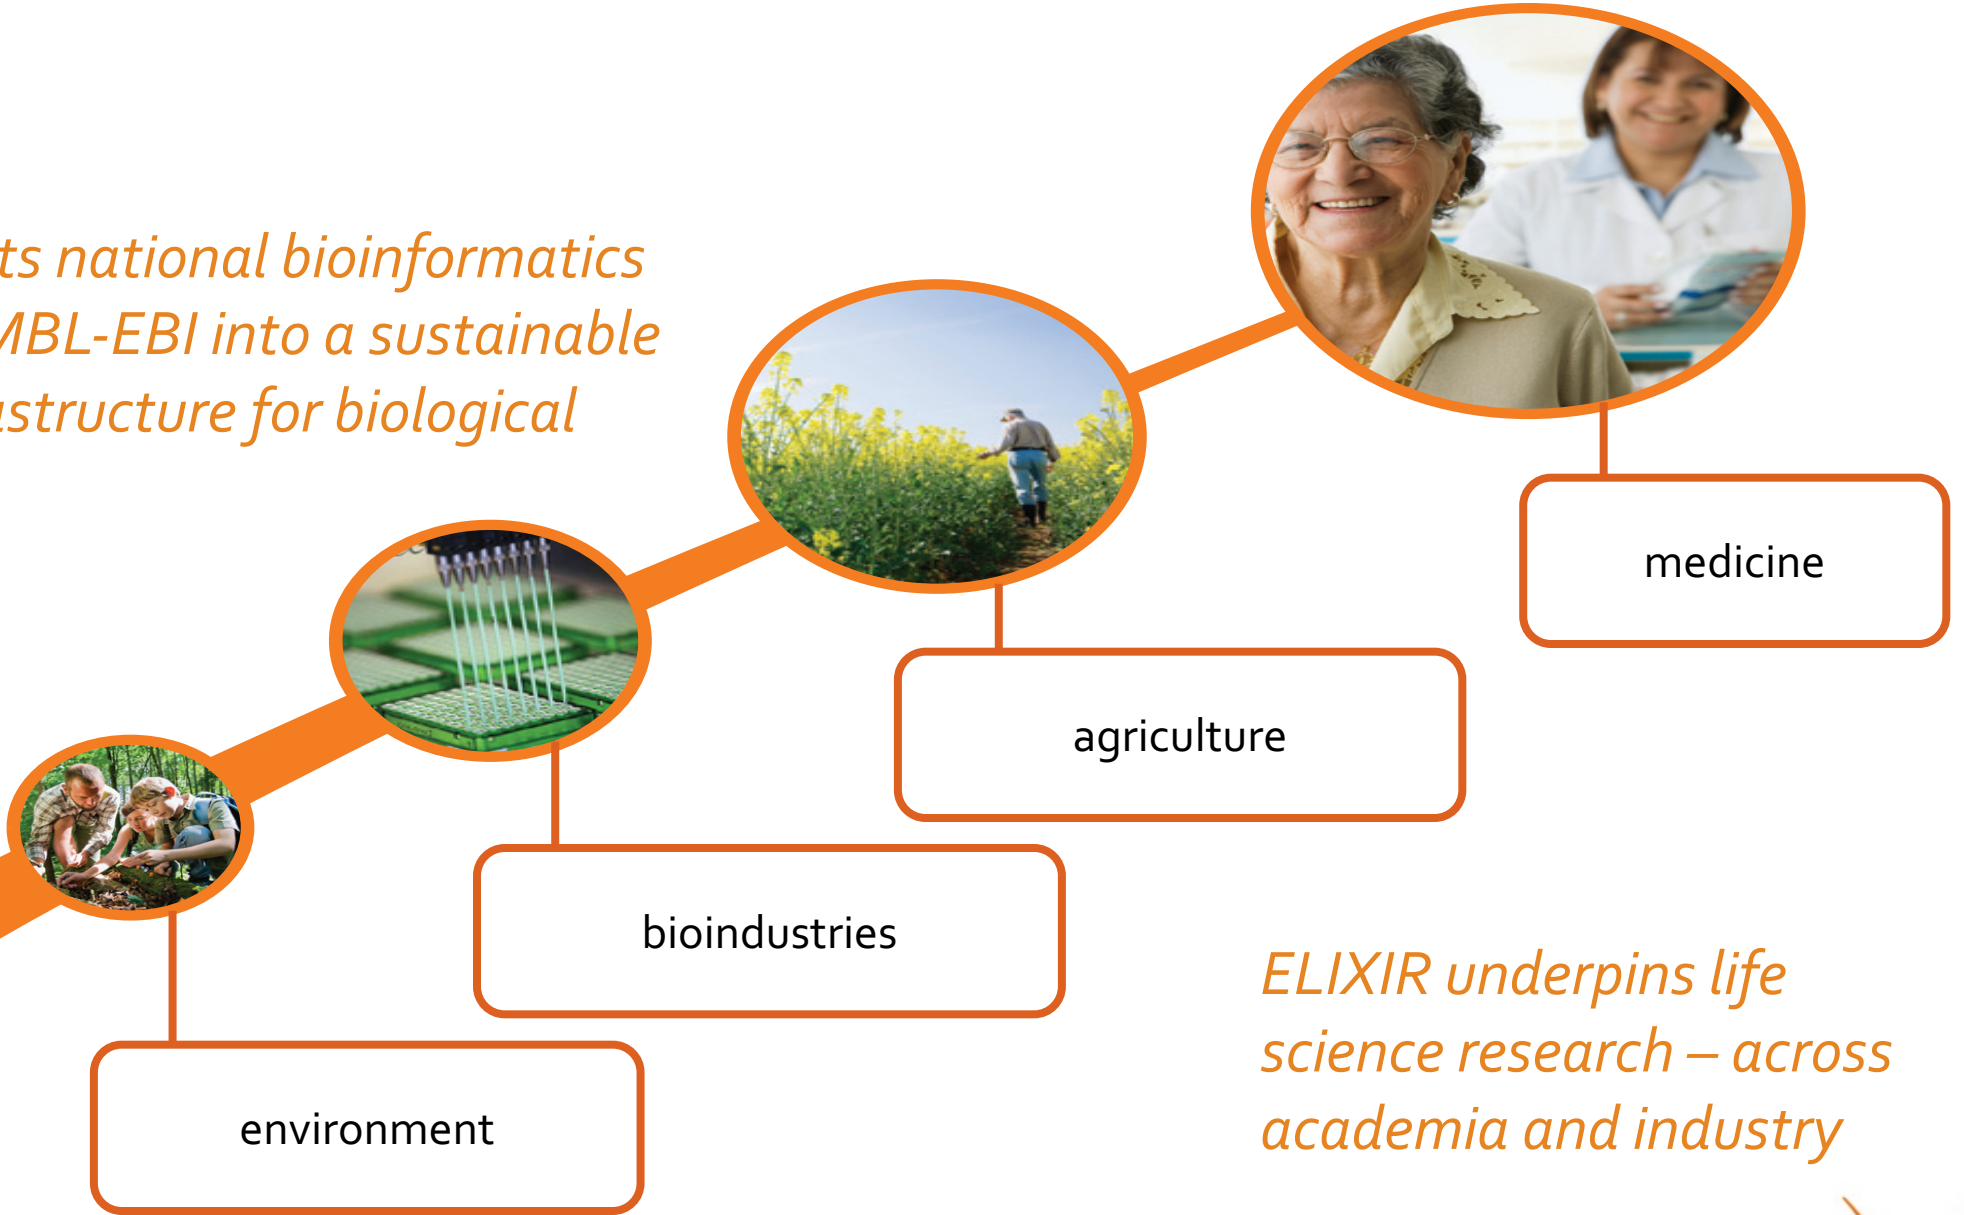 ts national bioinformatics
MBL-EBI into a sustainable
structure for biological
medicine
agriculture
bioindustries
environment
ELIXIR underpins life
science research – across
academia and industry